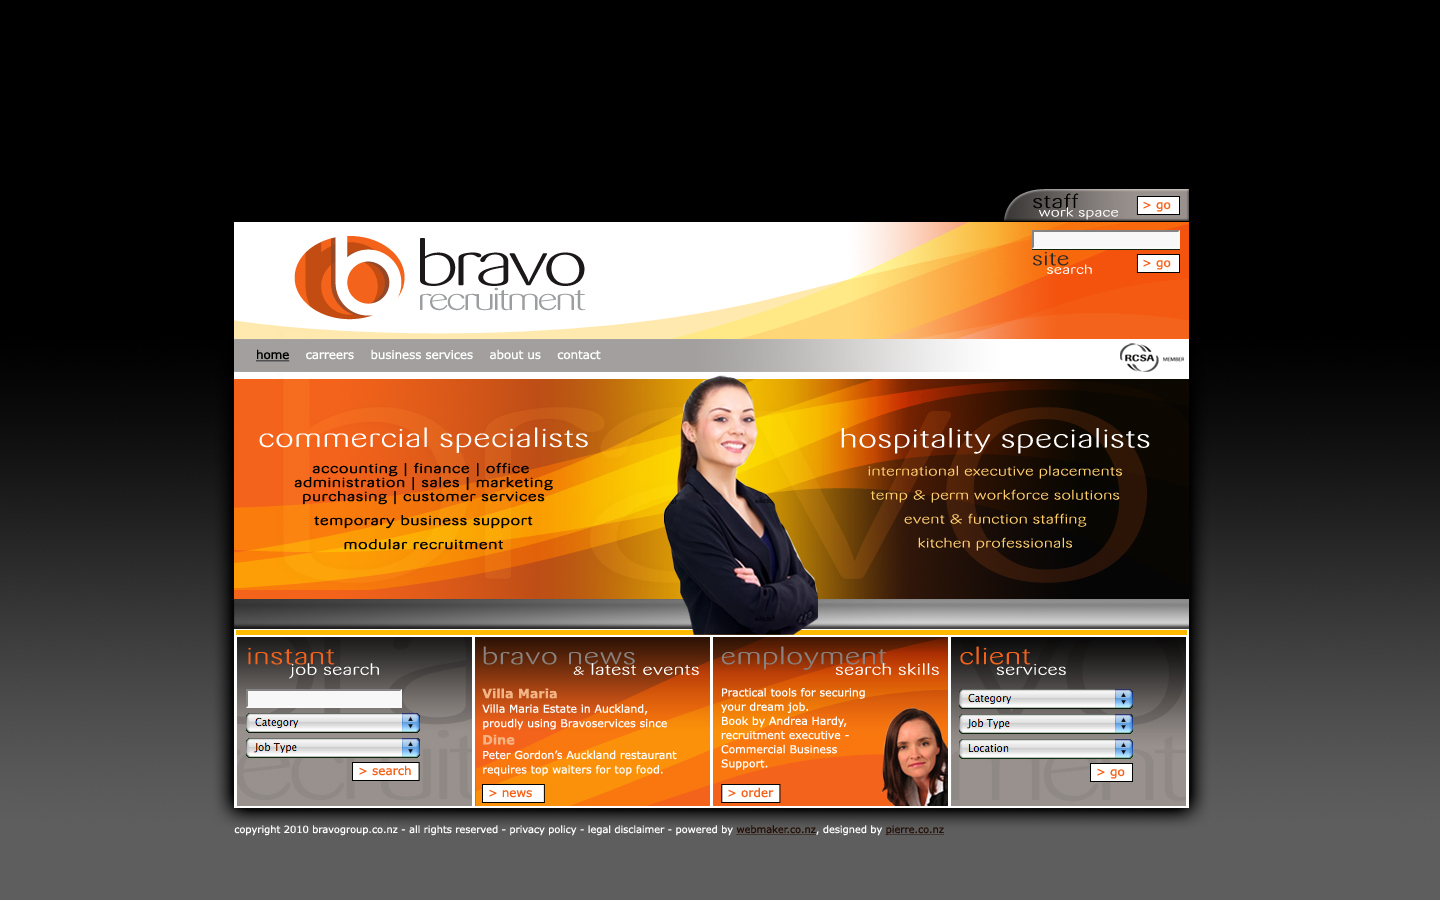 staff
work space
> go
bravo
recruitment
site
search
> go
home carreers business services about us contact
RCSA MEMBER
bravo
commercial specialists
accounting | finance | office
administration | sales | marketing
purchasing | customer services
temporary business support
modular recruitment
hospitality specialists
international executive placements
temp & perm workforce solutions
event & function staffing
kitchen professionals
instant
job search
Category
Job Type
> search
bravo news
& latest events
Villa Maria
Villa Maria Estate in Auckland,
proudly using Bravoservices since
Dine
Peter Gordon's Auckland restaurant
requires top waiters for top food.
> news
employment
search skills
Practical tools for securing
your dream job.
Book by Andrea Hardy,
recruitment executive -
Commercial Business
Support.
> order
client
services
Category
Job Type
Location
> go
copyright 2010 bravogroup.co.nz - all rights reserved - privacy policy - legal disclaimer - powered by webmaker.co.nz, designed by pierre.co.nz